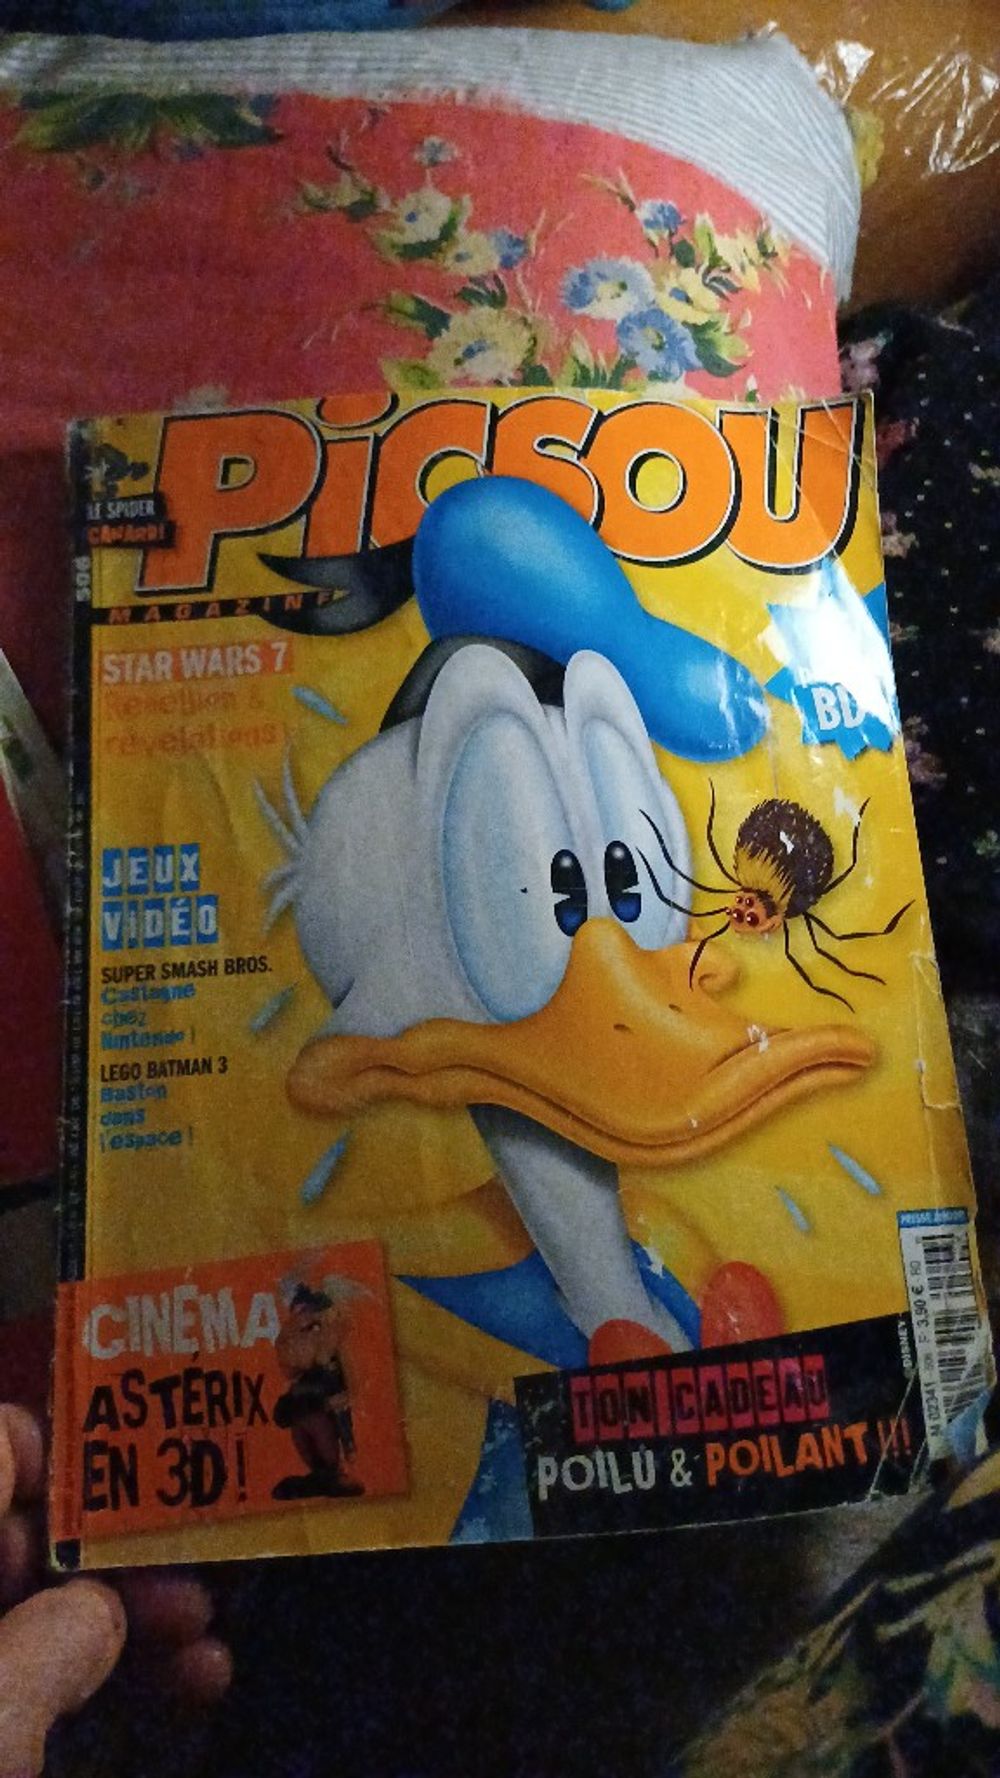 PICSOU
LE SPIDER
CANARD!
506
MAGAZINE
STAR WARS 7
Rébellion &
révélations
BD
JEUX
VIDÉO
SUPER SMASH BROS.
Castagne
chez
Nintendo !
LEGO BATMAN 3
Baston
dans
l'espace !
CINÉMA
ASTÉRIX
EN 3D !
TON CADEAU
POILU & POILANT !!!
DISNEY
3,90 €